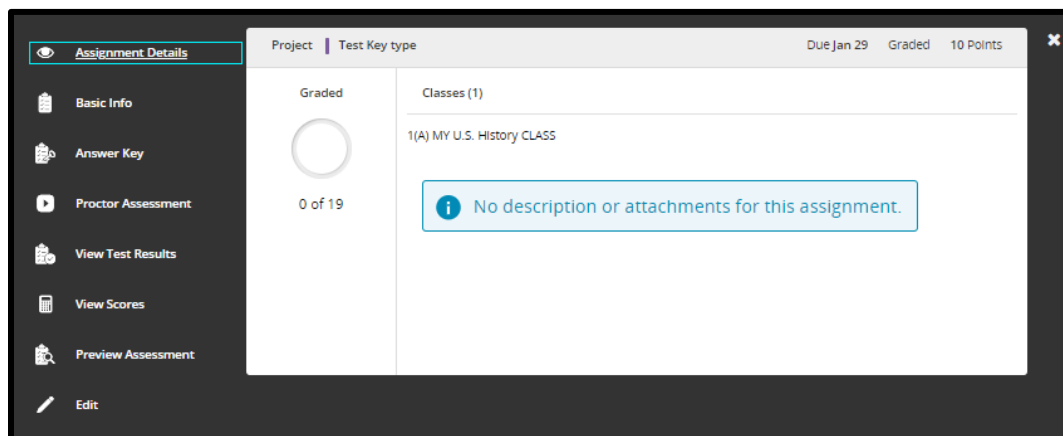 Assignment Details
Basic Info
Answer Key
Proctor Assessment
View Test Results
View Scores
Preview Assessment
Edit
Project Test Key type Due Jan 29 Graded 10 Points
Graded
0 of 19
Classes (1)
1(A) MY U.S. History CLASS
No description or attachments for this assignment.